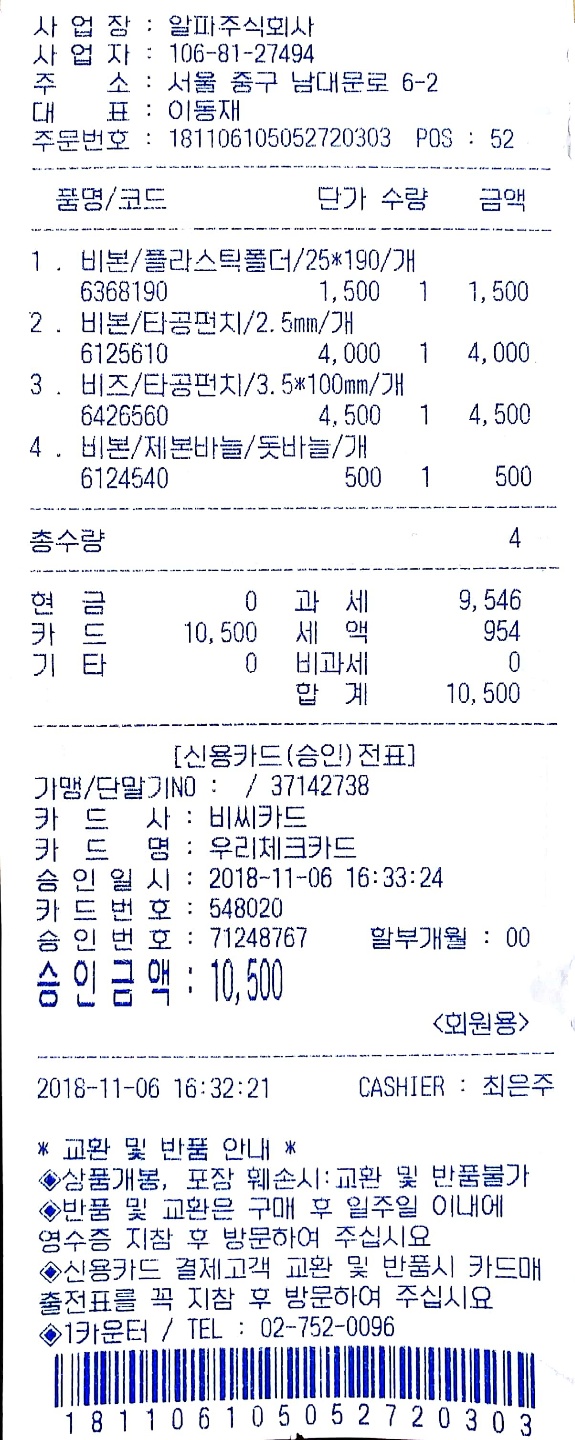 사 업 장 : 알파주식회사
사 업 자 : 106-81-27494
주 소 : 서울 중구 남대문로 6-2
대 표 : 이동재
주문번호 : 181106105052720303 POS : 52
품명/코드 단가 수량 금액
1 . 비본/플라스틱폴더/25*190/개
6368190 1,500 1 1,500
2 . 비본/타공펀치/2.5mm/개
6125610 4,000 1 4,000
3 . 비즈/타공펀치/3.5*100mm/개
6426560 4,500 1 4,500
4 . 비본/제본바늘/돗바늘/개
6124540 500 1 500
총수량 4
현 금 0 과 세 9,546
카 드 10,500 세 액 954
기 타 0 비과세 0
합 계 10,500
[신용카드(승인)전표]
가맹/단말기NO : / 37142738
카 드 사 : 비씨카드
카 드 명 : 우리체크카드
승 인 일 시 : 2018-11-06 16:33:24
카 드 번 호 : 548020
승 인 번 호 : 71248767 할부개월 : 00
승 인 금 액 : 10,500
<회원용>
2018-11-06 16:32:21 CASHIER : 최은주
* 교환 및 반품 안내 *
◈상품개봉, 포장 훼손시:교환 및 반품불가
◈반품 및 교환은 구매 후 일주일 이내에
영수증 지참 후 방문하여 주십시요
◈신용카드 결제고객 교환 및 반품시 카드매
출전표를 꼭 지참 후 방문하여 주십시요
◈1카운터 / TEL : 02-752-0096
181106105052720303